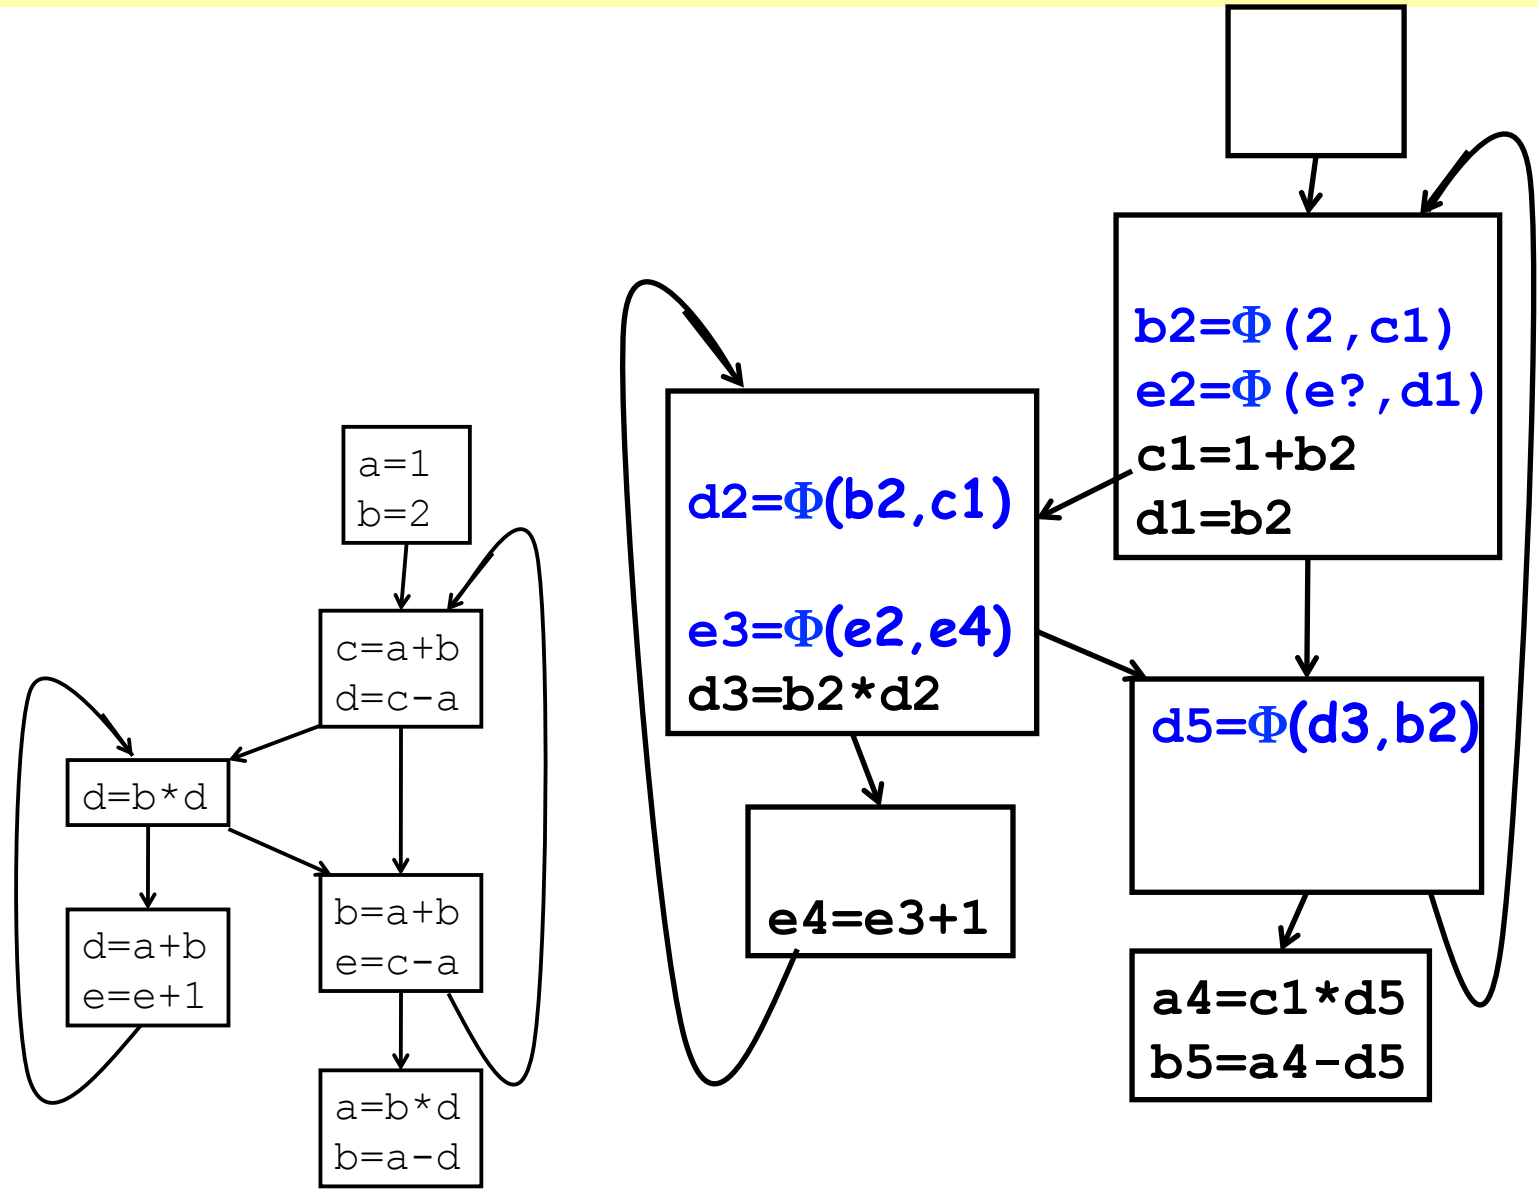 a=1
b=2
c=a+b
d=c-a
d=b*d
d=a+b
e=e+1
b=a+b
e=c-a
a=b*d
b=a-d
b2=Φ(2,c1)
e2=Φ(e?,d1)
c1=1+b2
d1=b2
d2=Φ(b2,c1)
e3=Φ(e2,e4)
d3=b2*d2
e4=e3+1
d5=Φ(d3,b2)
a4=c1*d5
b5=a4-d5